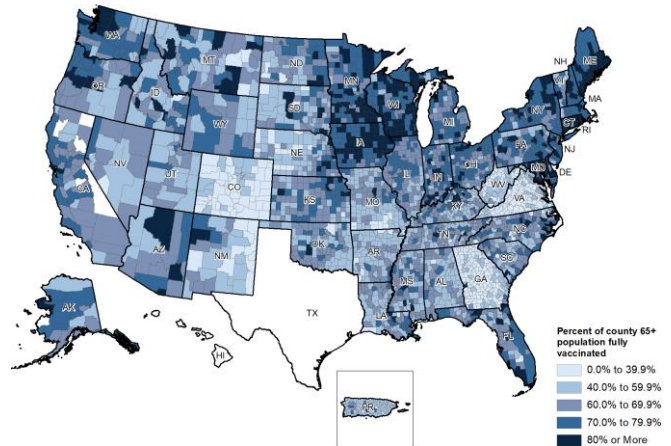 WA
MT
ND
MN
NH
ME
OR
ID
SD
WI
VT
NY
MA
WY
MI
CT
RI
NE
IA
PA
NJ
NV
UT
CO
IL
IN
OH
MD
DE
CA
KS
MO
WV
VA
KY
AZ
NM
OK
AR
TN
NC
SC
MS
AL
GA
TX
LA
FL
AK
HI
PR
Percent of county 65+
population fully
vaccinated
0.0% to 39.9%
40.0% to 59.9%
60.0% to 69.9%
70.0% to 79.9%
80% or More